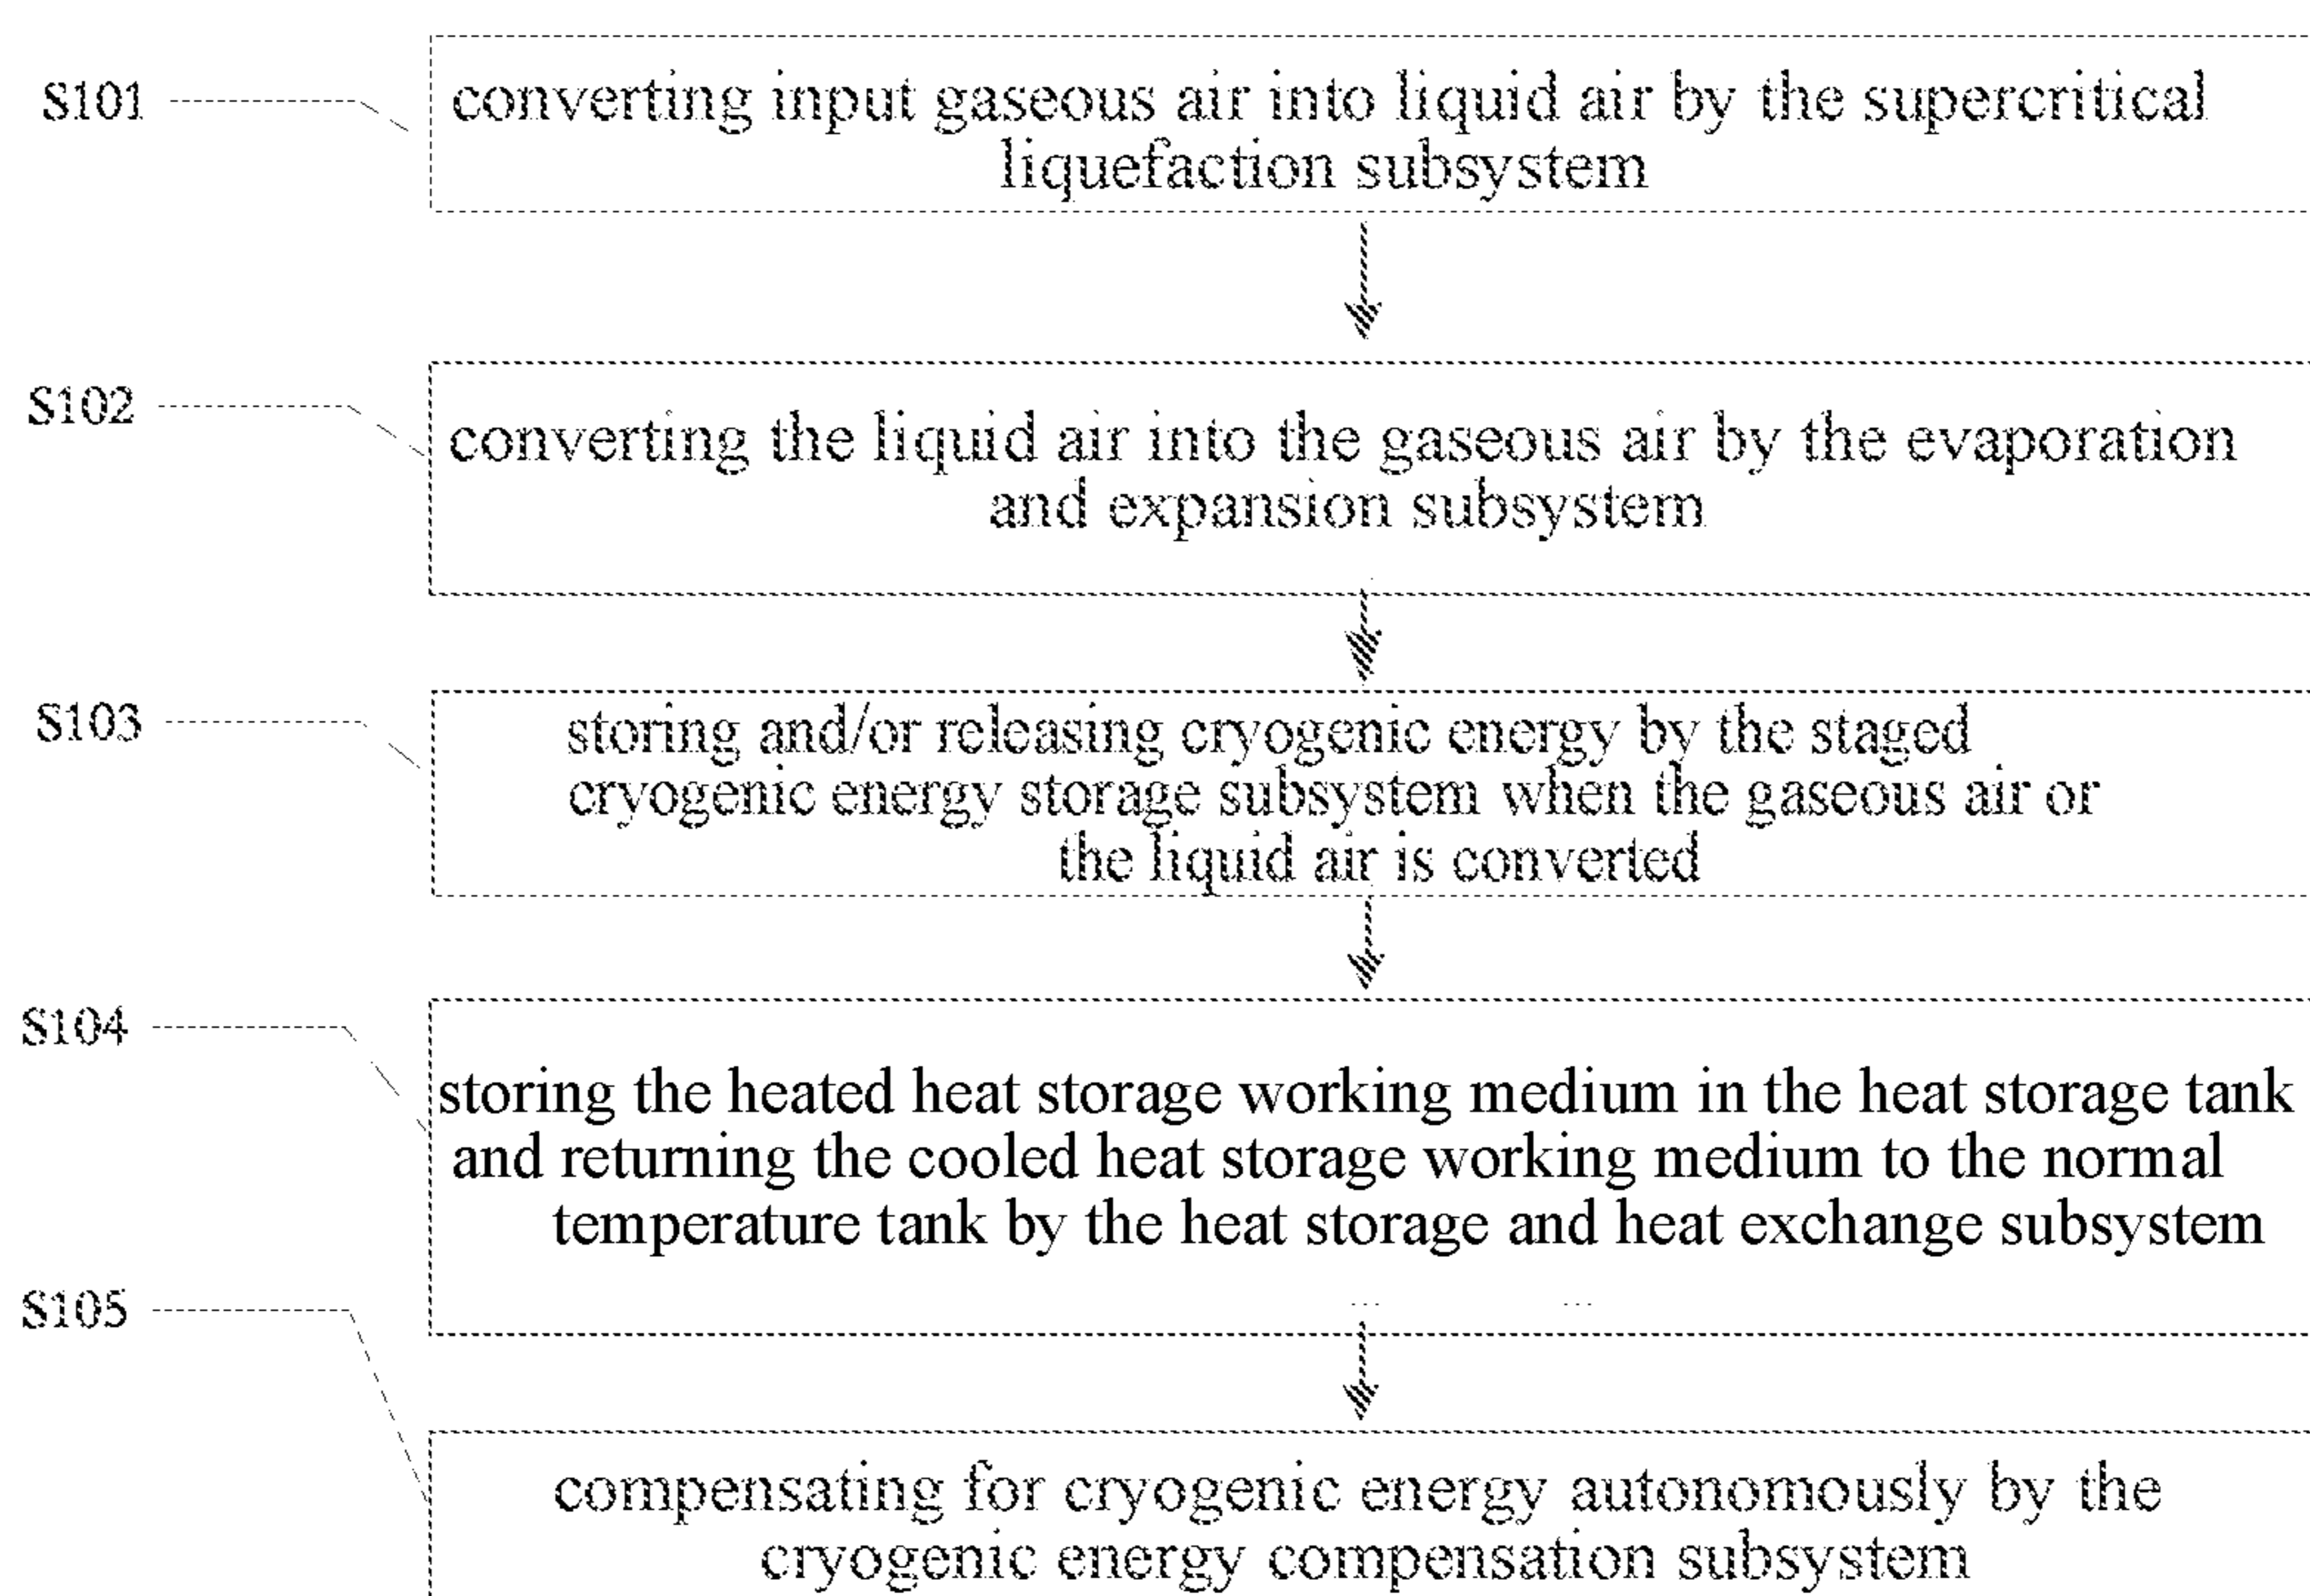 S101
converting input gaseous air into liquid air by the supercritical
liquefaction subsystem
S102
converting the liquid air into the gaseous air by the evaporation
and expansion subsystem
S103
storing and/or releasing cryogenic energy by the staged
cryogenic energy storage subsystem when the gaseous air or
the liquid air is converted
S104
storing the heated heat storage working medium in the heat storage tank
and returning the cooled heat storage working medium to the normal
temperature tank by the heat storage and heat exchange subsystem
S105
compensating for cryogenic energy autonomously by the
cryogenic energy compensation subsystem